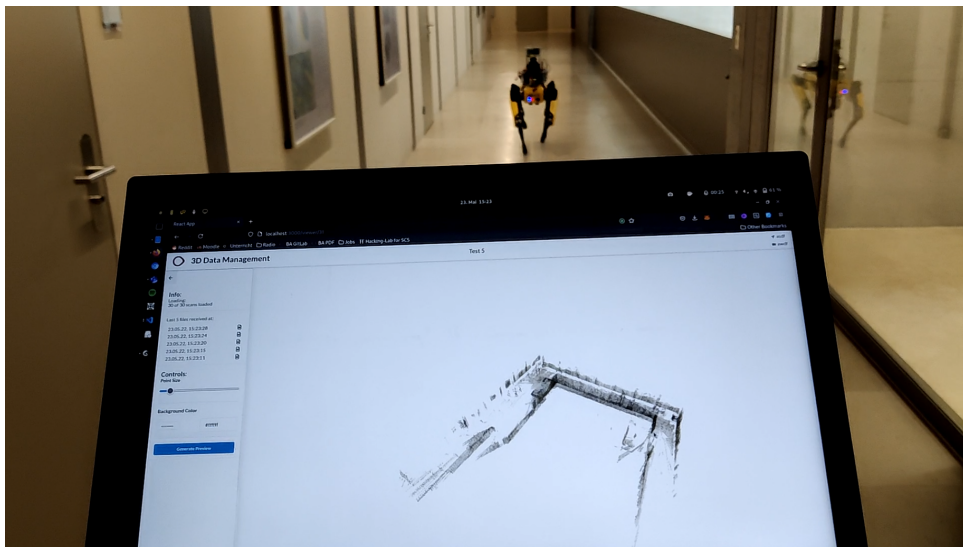 23. Mai 15:23
00:25
61 %
React App
localhost
Other Bookmarks
Reddit Moodle Unterricht Radio BA GitLab BA PDF Jobs Hacking-Lab for SCS
3D Data Management
Test 5
Info:
Loading:
30 of 30 scans loaded
Last 5 files received at:
23.05.22, 15:23:28
23.05.22, 15:23:24
23.05.22, 15:23:20
23.05.22, 15:23:15
23.05.22, 15:23:11
Controls:
Point Size
Background Color
#ffffff
Generate Preview